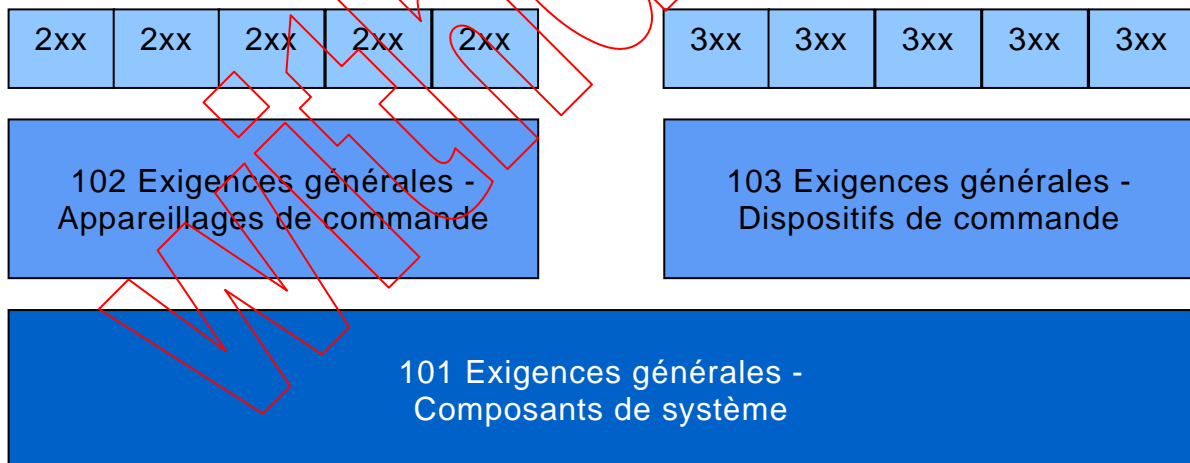 2xx 2xx 2xx 2xx 2xx 3xx 3xx 3xx 3xx 3xx
102 Exigences générales -
Appareillages de commande
103 Exigences générales -
Dispositifs de commande
101 Exigences générales -
Composants de système